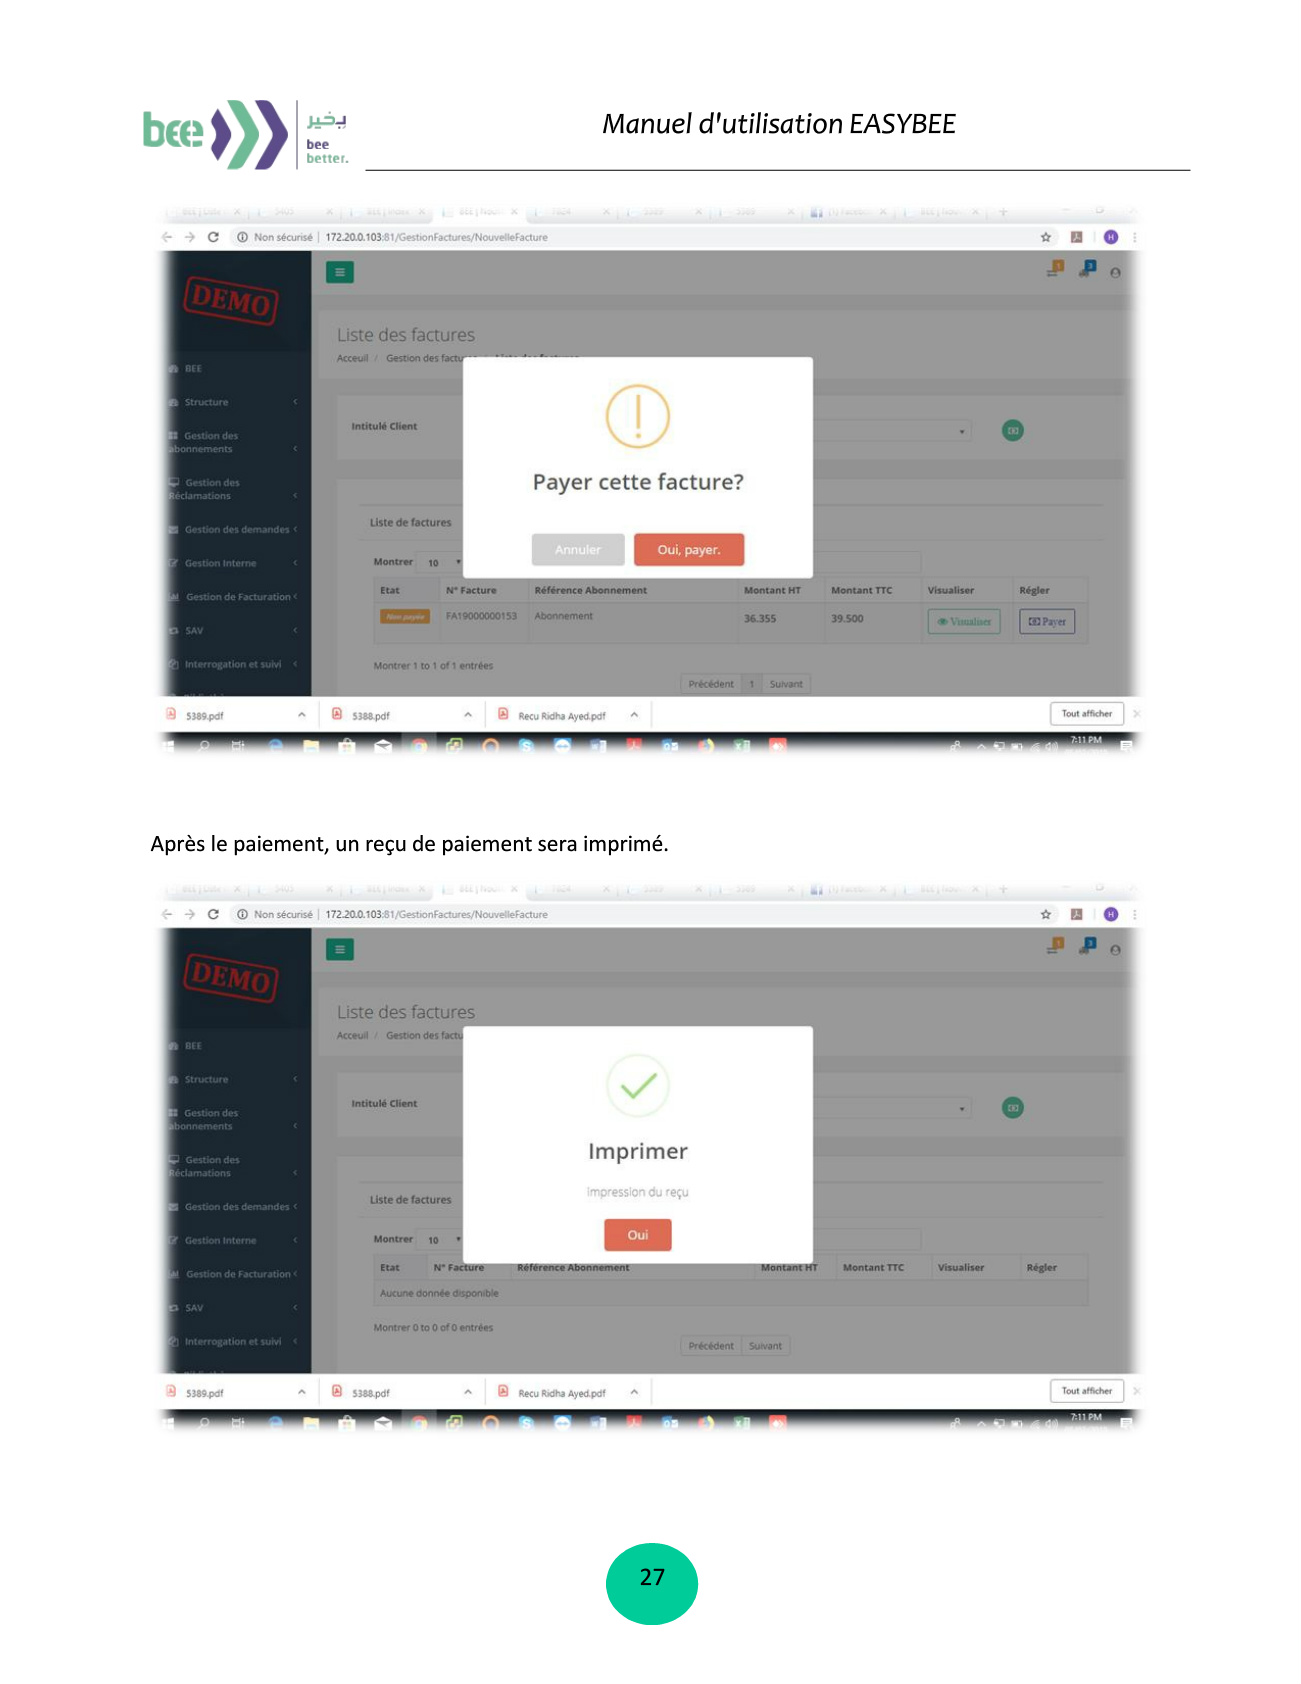 bee
بخير
bee
better.
Manuel d'utilisation EASYBEE
Non sécurisé | 172.20.0.103:81/GestionFactures/NouvelleFacture
H
DEMO
1
3
Liste des factures
Acceuil / Gestion des factures / Liste des factures
BEE
Structure
Gestion des
abonnements
Gestion des
Réclamations
Gestion des demandes
Gestion Interne
Gestion de Facturation
SAV
Interrogation et suivi
Intitulé Client
Payer cette facture?
Annuler
Oui, payer.
Liste de factures
Montrer 10
Etat N° Facture Référence Abonnement Montant HT Montant TTC Visualiser Régler
Non payée FA19000000153 Abonnement 36.355 39.500 Visualiser Payer
Montrer 1 to 1 of 1 entrées
Précédent 1 Suivant
5389.pdf 5388.pdf Recu Ridha Ayed.pdf Tout afficher
7:11 PM
Après le paiement, un reçu de paiement sera imprimé.
Non sécurisé | 172.20.0.103:81/GestionFactures/NouvelleFacture
H
DEMO
1
3
Liste des factures
Acceuil / Gestion des factu
BEE
Structure
Gestion des
abonnements
Gestion des
Réclamations
Gestion des demandes
Gestion Interne
Gestion de Facturation
SAV
Interrogation et suivi
Intitulé Client
Imprimer
Impression du reçu
Oui
Liste de factures
Montrer 10
Etat N° Facture Référence Abonnement Montant HT Montant TTC Visualiser Régler
Aucune donnée disponible
Montrer 0 to 0 of 0 entrées
Précédent Suivant
5389.pdf 5388.pdf Recu Ridha Ayed.pdf Tout afficher
7:11 PM
27